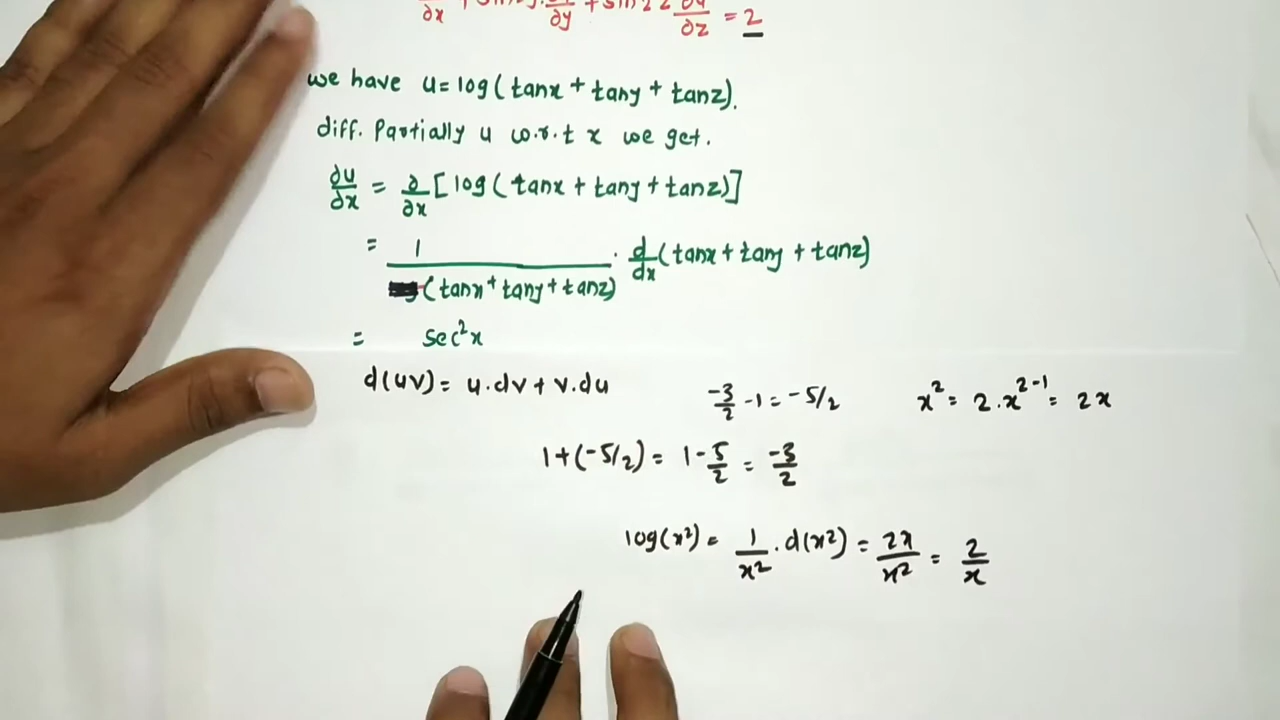 ∂x ∂y + sin2z ∂z = 2
we have u = log(tanx + tany + tanz).
diff. Partially u w.r.t x we get.
∂u/∂x = ∂/∂x [log(tanx + tany + tanz)]
= 1/(tanx + tany + tanz) · d/dx (tanx + tany + tanz)
= sec²x
d(uv) = u.dv + v.du
-3/2 -1 = -5/2
x² = 2.x²⁻¹ = 2x
1+(-5/2) = 1-5/2 = -3/2
log(x²) = 1/x² . d(x²) = 2x/x² = 2/x